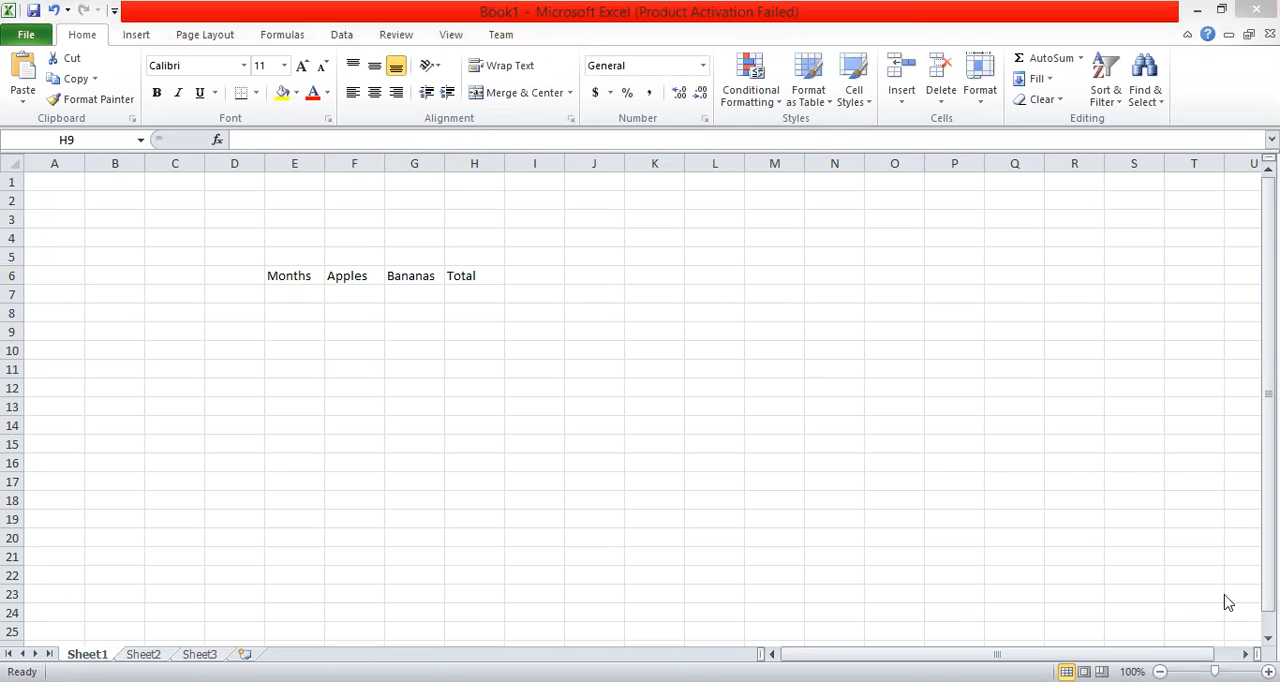 Book1 - Microsoft Excel (Product Activation Failed)
File Home Insert Page Layout Formulas Data Review View Team
Paste
Cut
Copy
Format Painter
Clipboard
Calibri 11
B I U
Font
Wrap Text
Merge & Center
Alignment
General
$ % ,
Number
Conditional Formatting
Format as Table
Cell Styles
Styles
Insert Delete Format
Cells
AutoSum
Fill
Clear
Sort & Filter
Find & Select
Editing
H9 fx
A B C D E F G H I J K L M N O P Q R S T U
1
2
3
4
5
6 Months Apples Bananas Total
7
8
9
10
11
12
13
14
15
16
17
18
19
20
21
22
23
24
25
Sheet1 Sheet2 Sheet3
Ready 100%